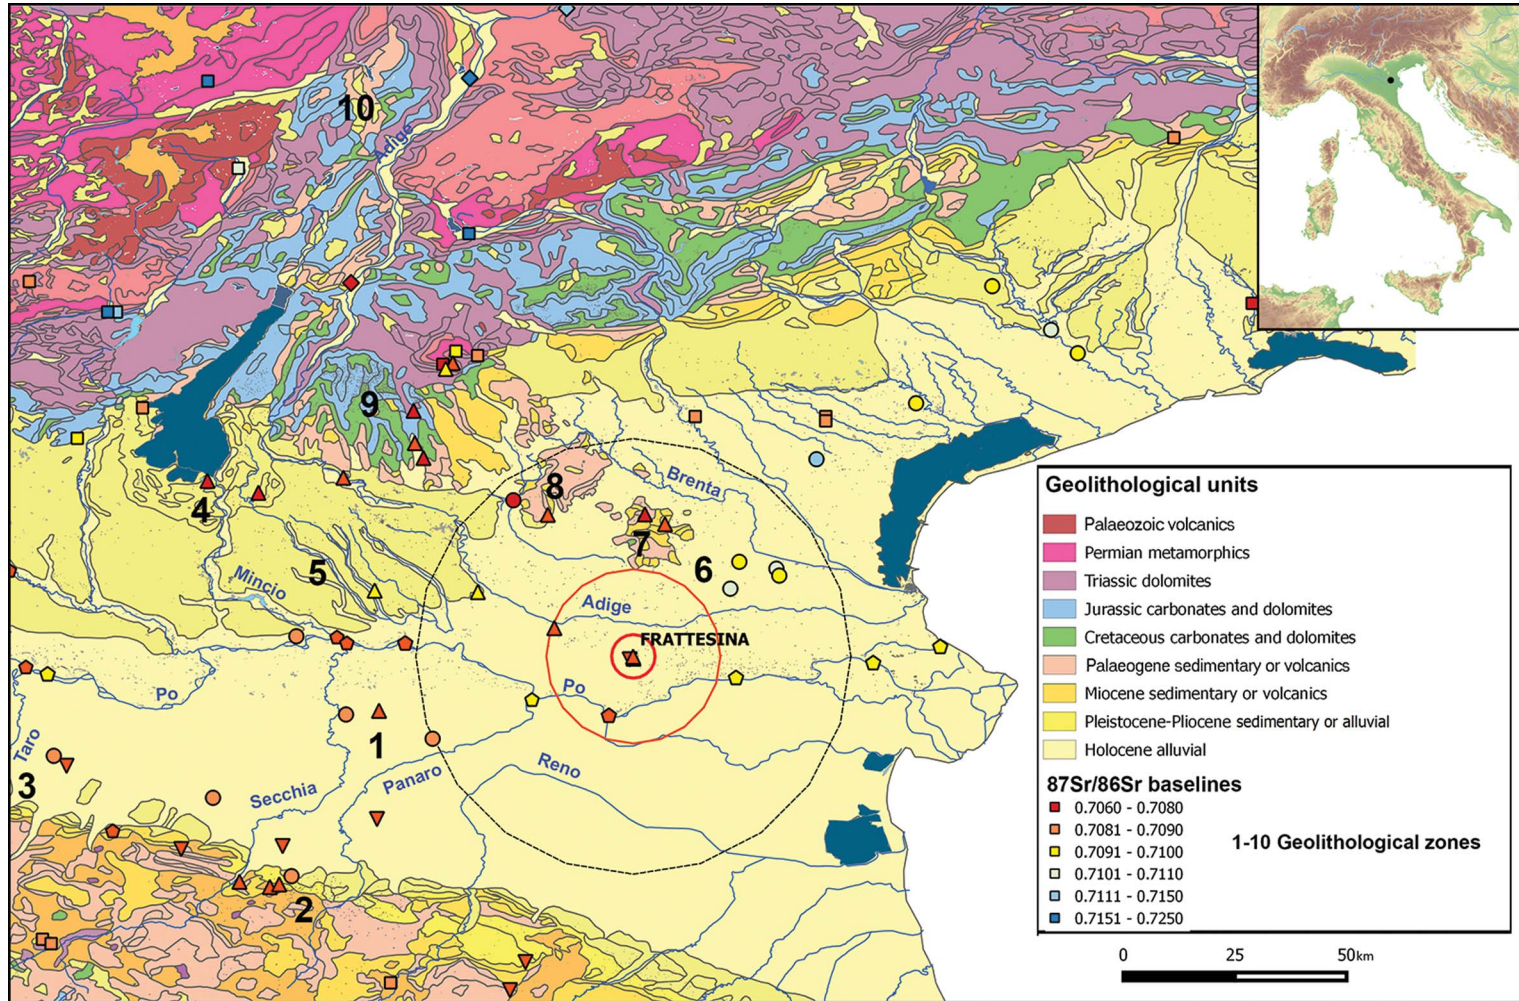 10
Adige
9
4
8
Brenta
7
6
5
Mincio
Adige
FRATTESINA
Po
Po
Taro
1
3
Secchia
Panaro
Reno
2
Geolithological units
Palaeozoic volcanics
Permian metamorphics
Triassic dolomites
Jurassic carbonates and dolomites
Cretaceous carbonates and dolomites
Palaeogene sedimentary or volcanics
Miocene sedimentary or volcanics
Pleistocene-Pliocene sedimentary or alluvial
Holocene alluvial
87Sr/86Sr baselines
0.7060 - 0.7080
0.7081 - 0.7090
0.7091 - 0.7100
0.7101 - 0.7110
0.7111 - 0.7150
0.7151 - 0.7250
1-10 Geolithological zones
0 25 50km